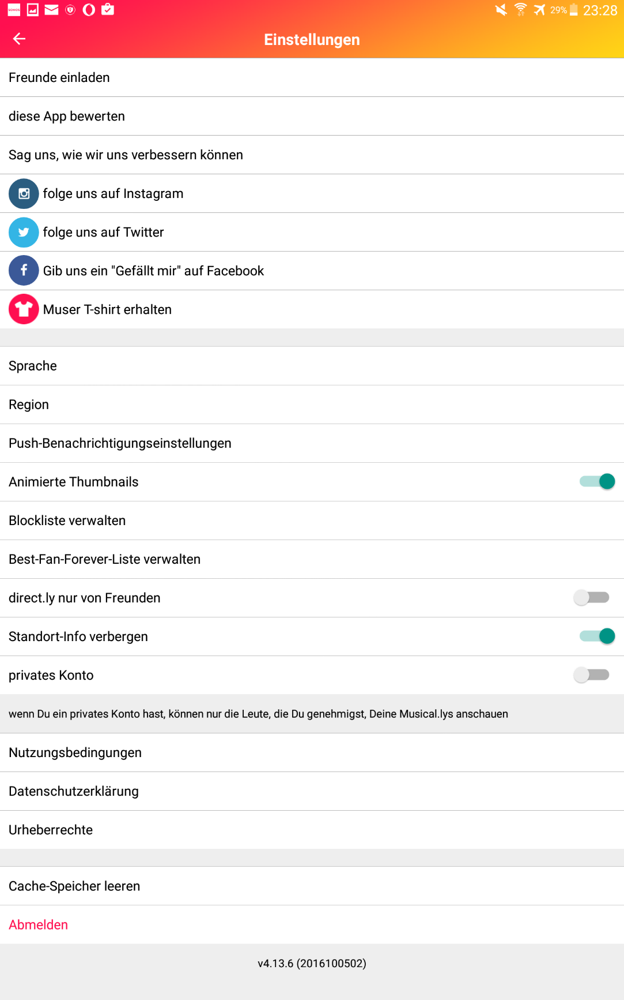 SONOS
29% 23:28
Einstellungen
Freunde einladen
diese App bewerten
Sag uns, wie wir uns verbessern können
folge uns auf Instagram
folge uns auf Twitter
Gib uns ein "Gefällt mir" auf Facebook
Muser T-shirt erhalten
Sprache
Region
Push-Benachrichtigungseinstellungen
Animierte Thumbnails
Blockliste verwalten
Best-Fan-Forever-Liste verwalten
direct.ly nur von Freunden
Standort-Info verbergen
privates Konto
wenn Du ein privates Konto hast, können nur die Leute, die Du genehmigst, Deine Musical.lys anschauen
Nutzungsbedingungen
Datenschutzerklärung
Urheberrechte
Cache-Speicher leeren
Abmelden
v4.13.6 (2016100502)